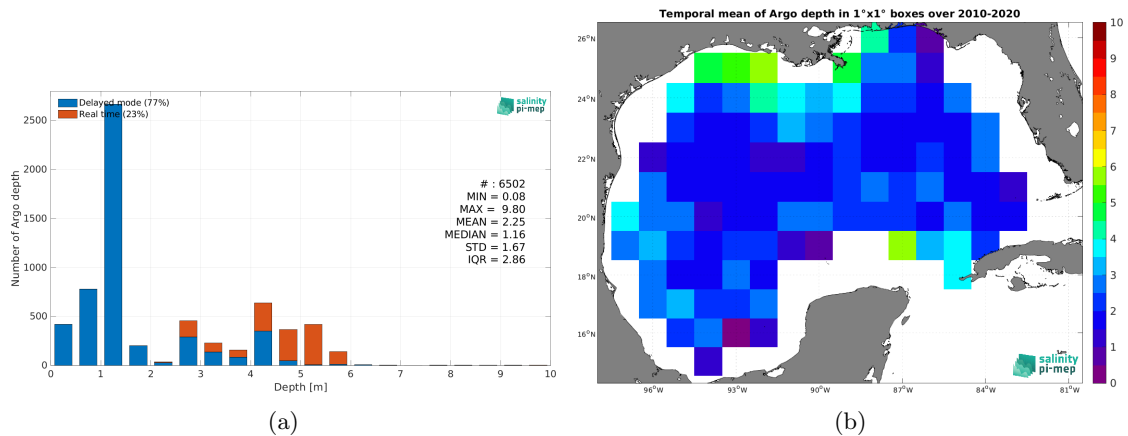 Temporal mean of Argo depth in 1°x1° boxes over 2010-2020
Delayed mode (77%)
Real time (23%)
salinity
pi-mep
# : 6502
MIN = 0.08
MAX = 9.80
MEAN = 2.25
MEDIAN = 1.16
STD = 1.67
IQR = 2.86
Number of Argo depth
2500
2000
1500
1000
500
0
0 1 2 3 4 5 6 7 8 9 10
Depth [m]
(a)
26°N
24°N
22°N
20°N
18°N
16°N
96°W 93°W 90°W 87°W 84°W 81°W
salinity
pi-mep
10
9
8
7
6
5
4
3
2
1
0
(b)